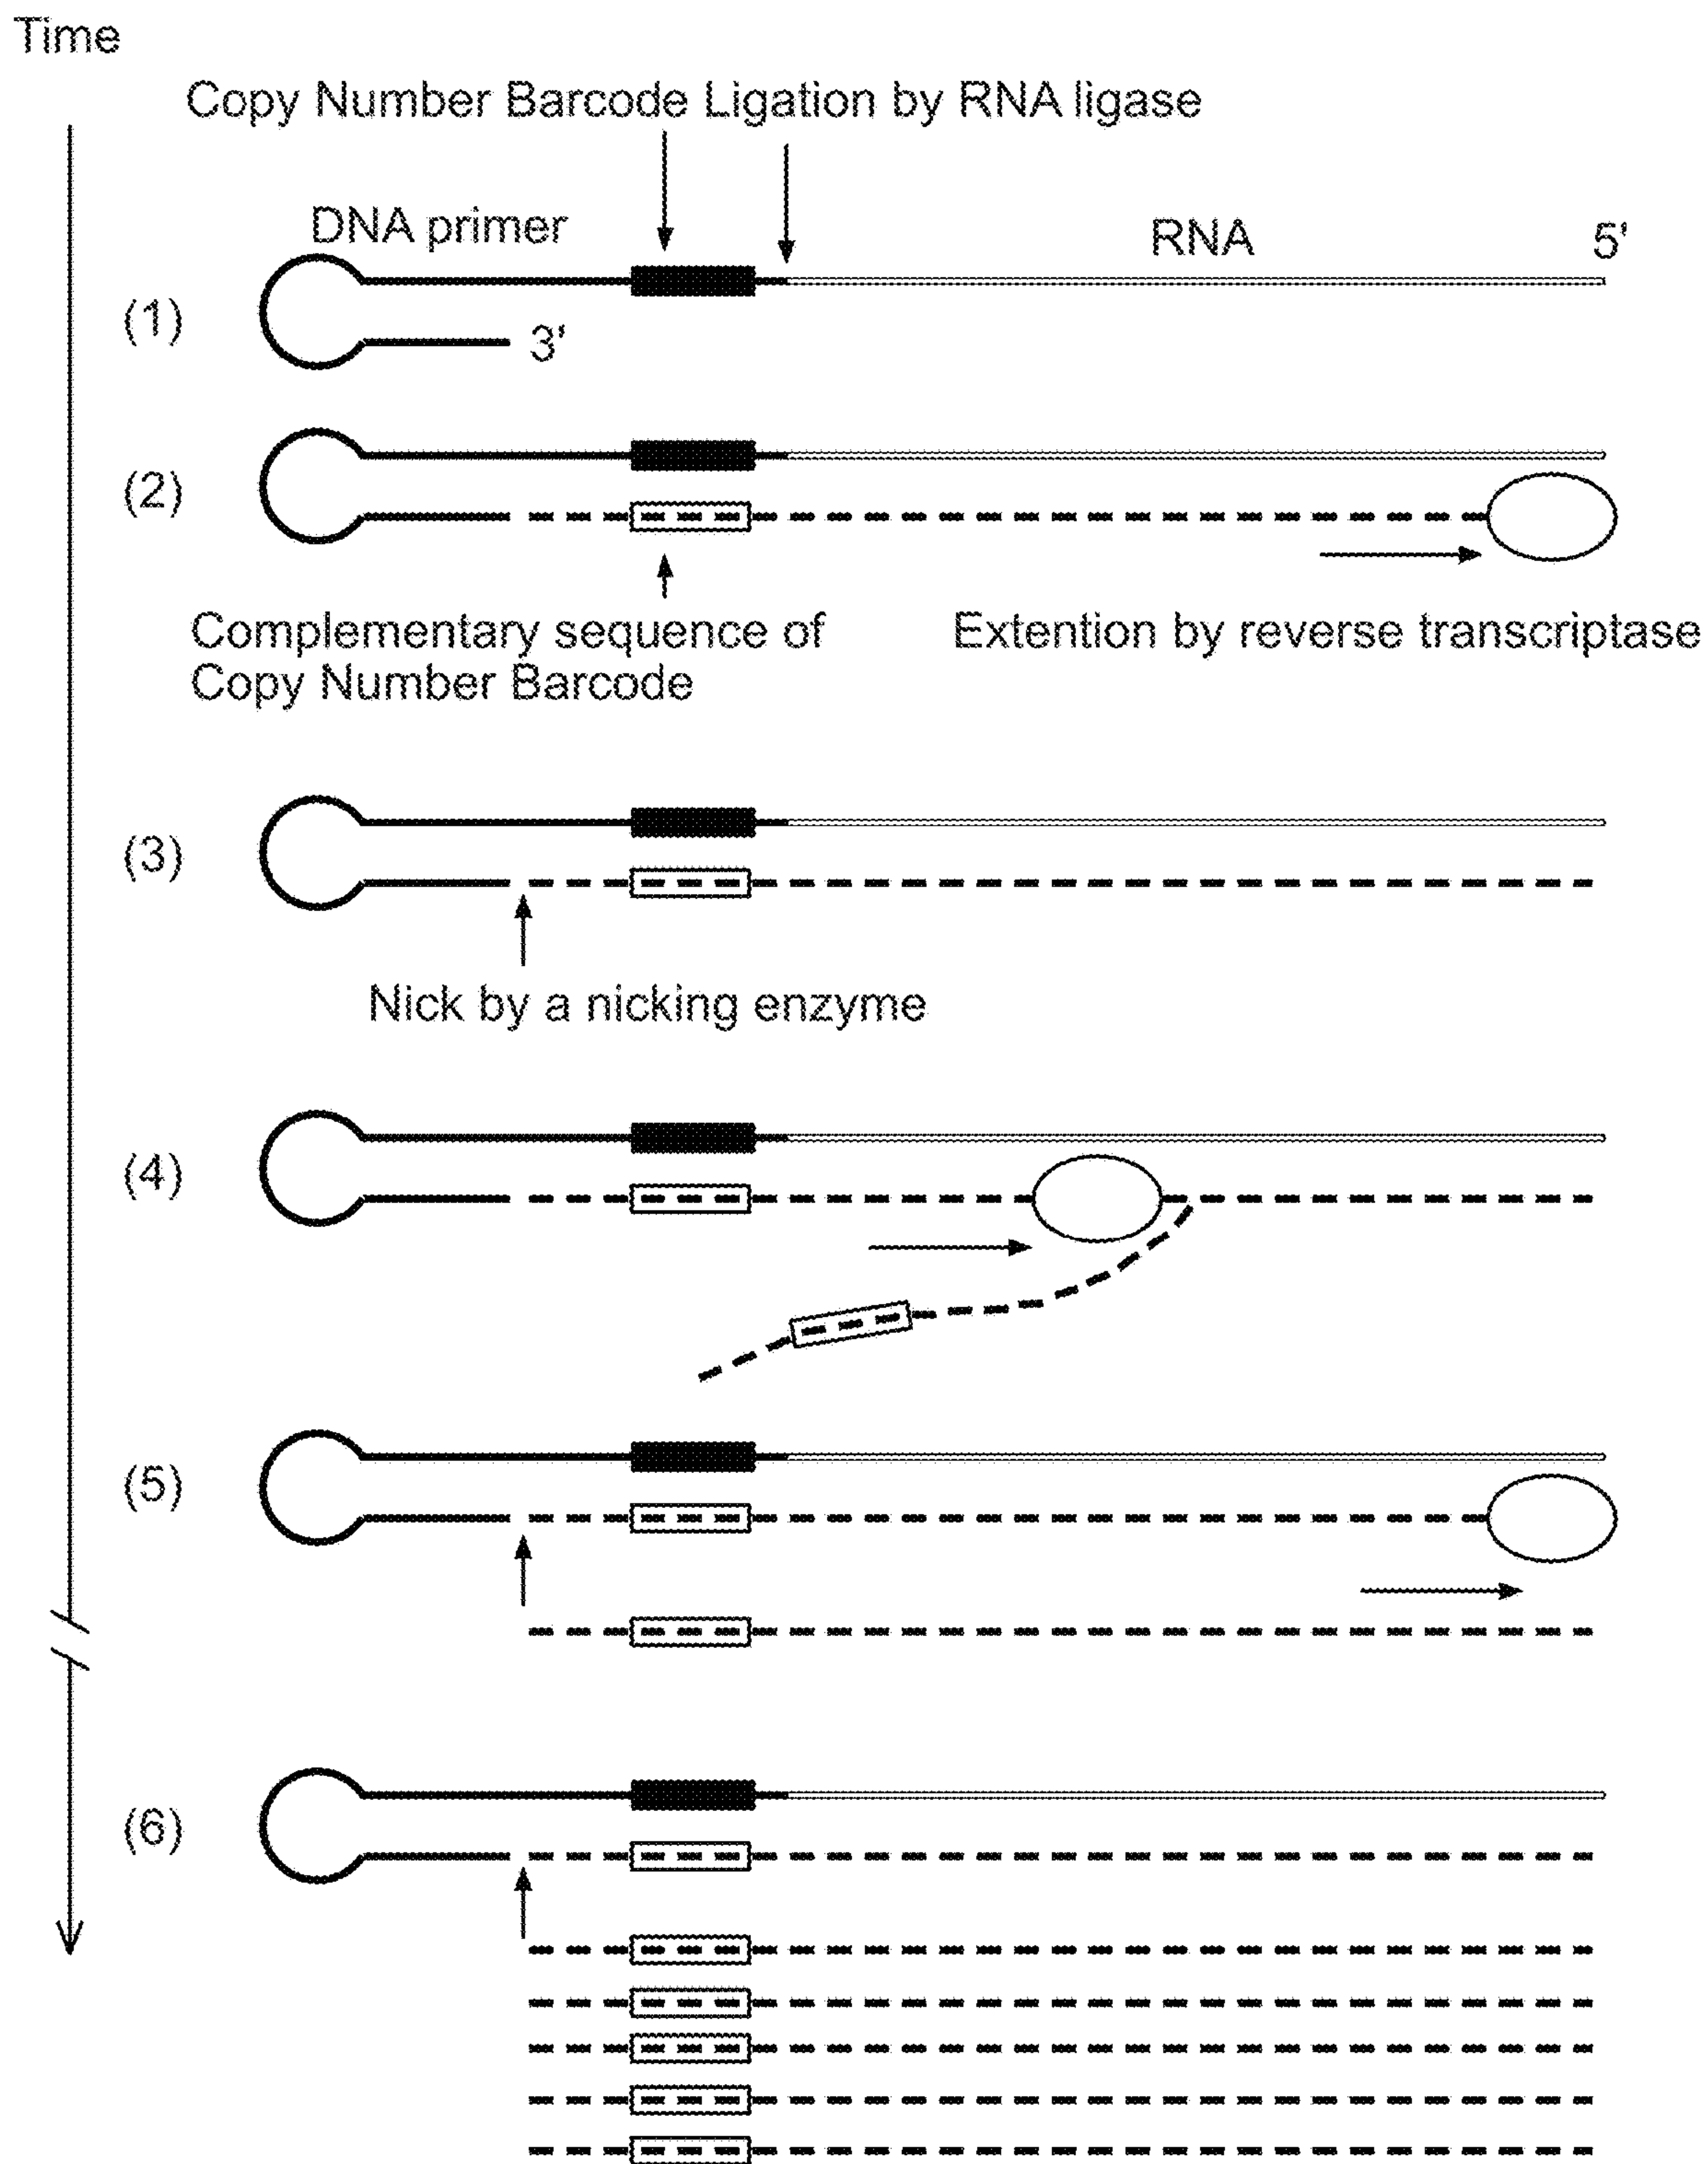 Time
Copy Number Barcode Ligation by RNA ligase
DNA primer
RNA
5'
(1)
3'
(2)
Complementary sequence of
Copy Number Barcode
Extention by reverse transcriptase
(3)
Nick by a nicking enzyme
(4)
(5)
(6)